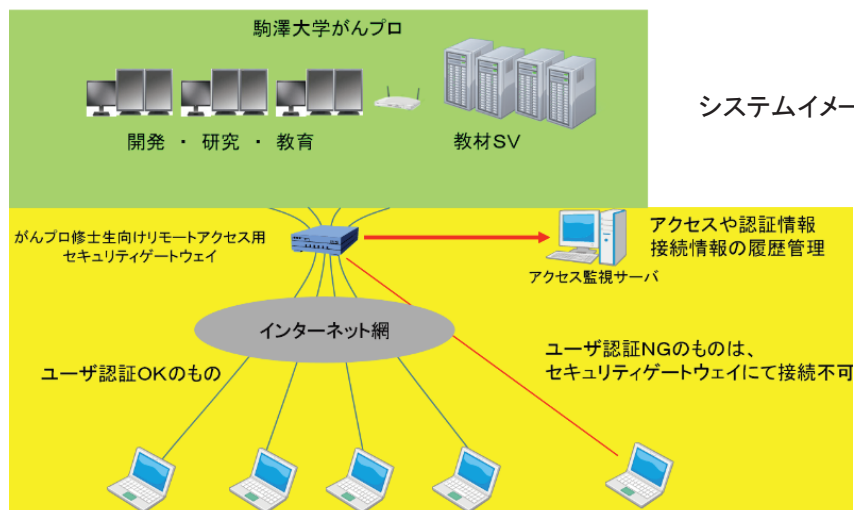 駒澤大学がんプロ
開発 ・ 研究 ・ 教育
教材SV
システムイメー
がんプロ修士生向けリモートアクセス用
セキュリティゲートウェイ
アクセスや認証情報
接続情報の履歴管理
アクセス監視サーバ
インターネット網
ユーザ認証OKのもの
ユーザ認証NGのものは、
セキュリティゲートウェイにて接続不可